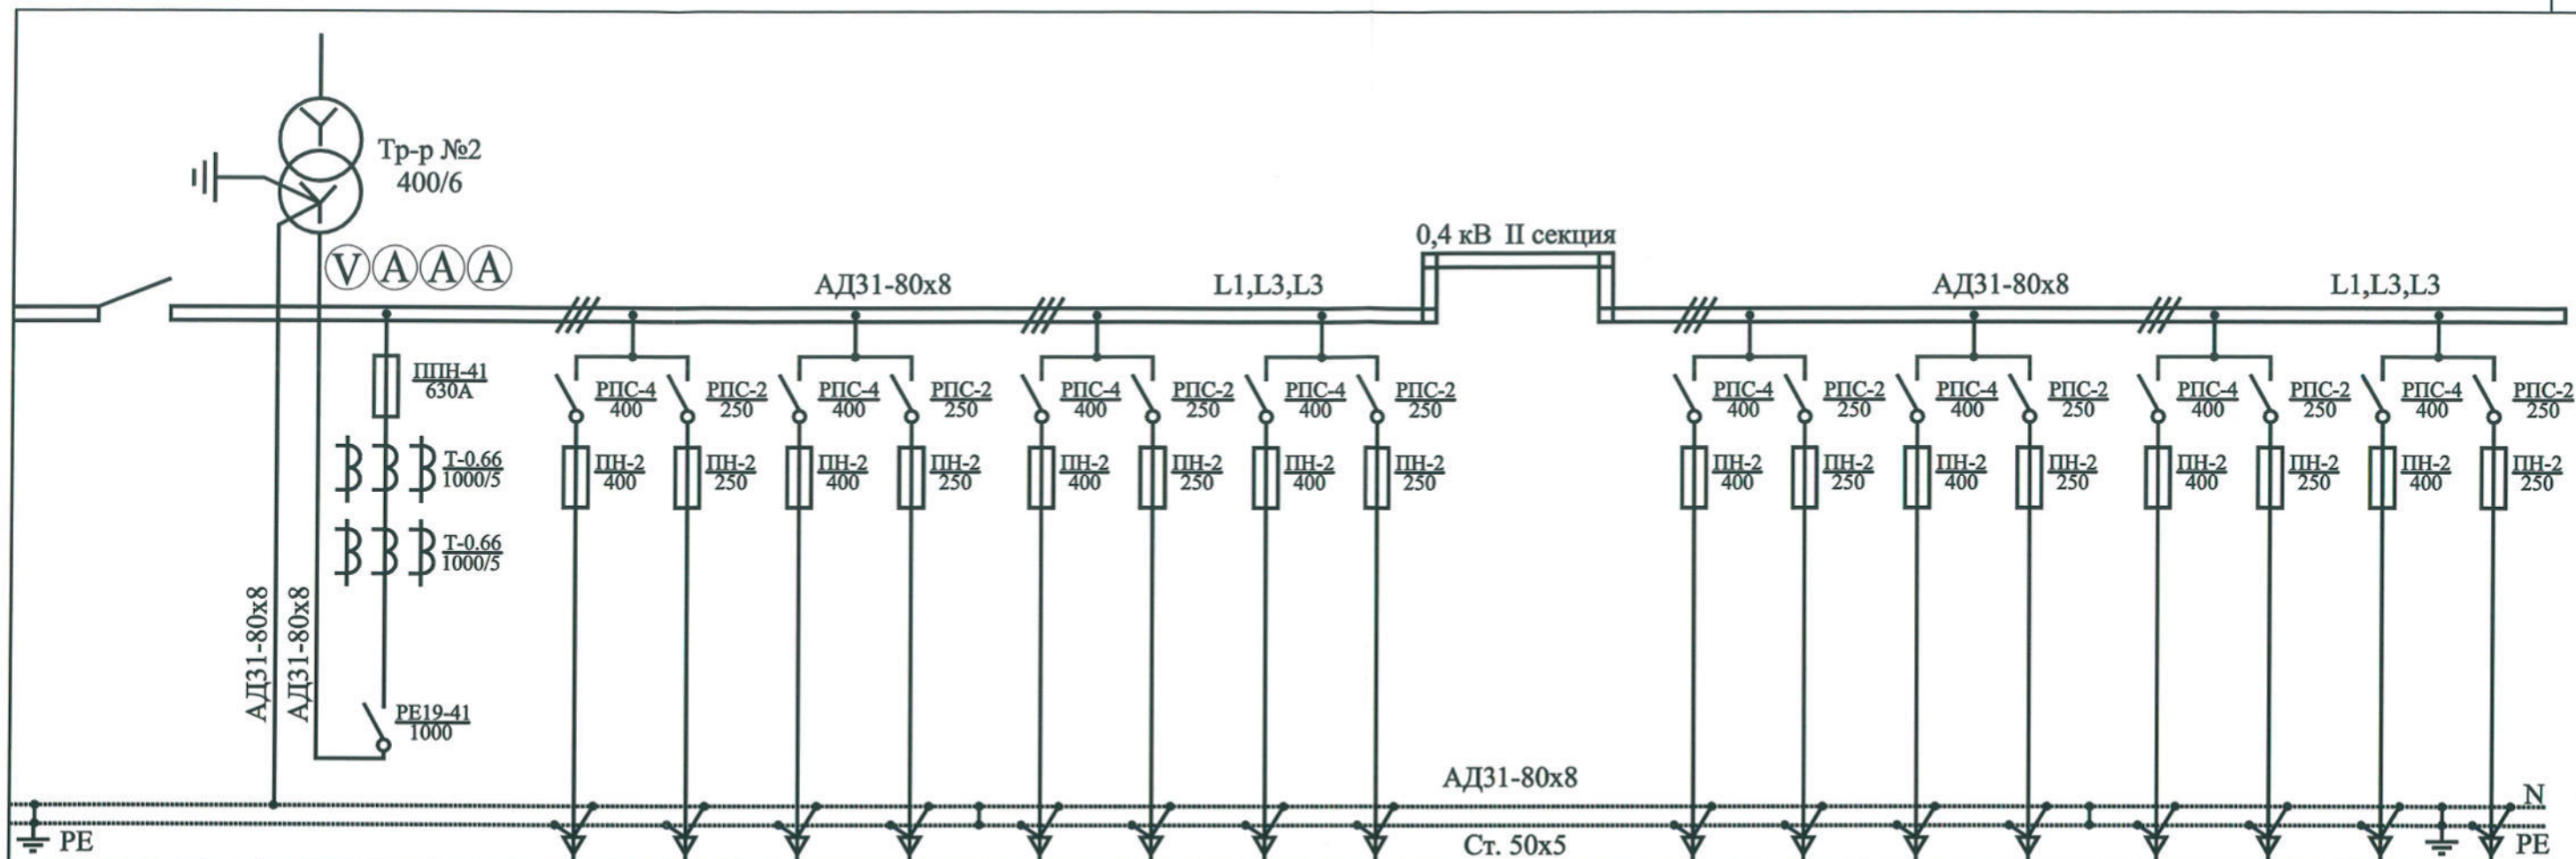 Тр-р №2
400/6
V A A A
0,4 кВ II секция
АД31-80х8
L1,L3,L3
АД31-80х8
L1,L3,L3
ППН-41
630А
Т-0.66
1000/5
Т-0.66
1000/5
АД31-80х8
АД31-80х8
РЕ19-41
1000
РПС-4
400
РПС-2
250
РПС-4
400
РПС-2
250
РПС-4
400
РПС-2
250
РПС-4
400
РПС-2
250
РПС-4
400
РПС-2
250
РПС-4
400
РПС-2
250
РПС-4
400
РПС-2
250
РПС-4
400
РПС-2
250
ПН-2
400
ПН-2
250
ПН-2
400
ПН-2
250
ПН-2
400
ПН-2
250
ПН-2
400
ПН-2
250
ПН-2
400
ПН-2
250
ПН-2
400
ПН-2
250
ПН-2
400
ПН-2
250
ПН-2
400
ПН-2
250
АД31-80х8
N
PE
Ст. 50х5
PE